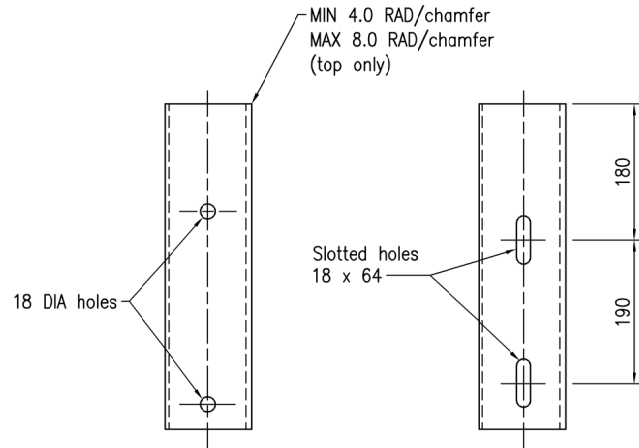 MIN 4.0 RAD/chamfer
MAX 8.0 RAD/chamfer
(top only)
180
Slotted holes
18 x 64
18 DIA holes
190